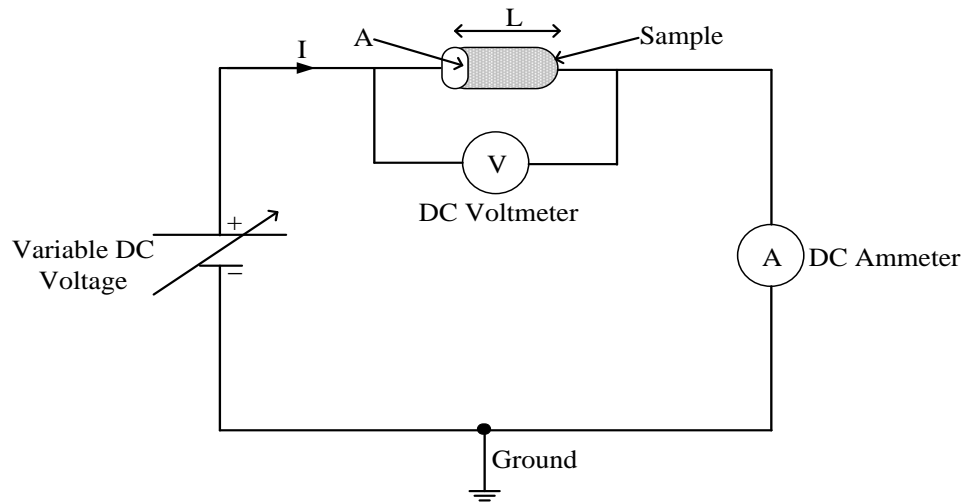 L
A
Sample
I
V
DC Voltmeter
+
Variable DC
Voltage
−
A
DC Ammeter
Ground